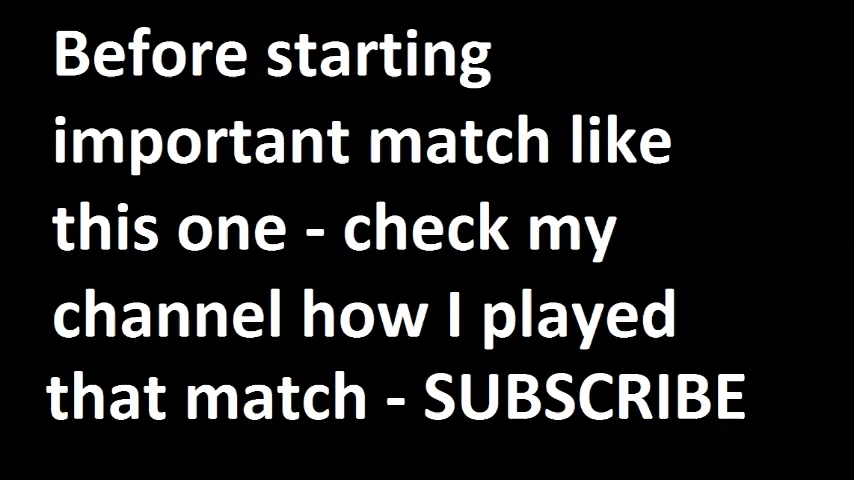 Before starting
important match like
this one - check my
channel how I played
that match - SUBSCRIBE